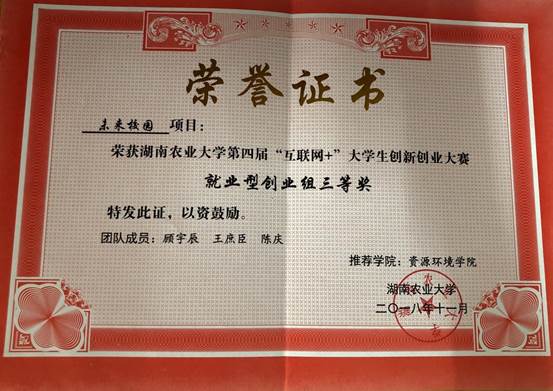 荣誉证书
未来校园 项目：
荣获湖南农业大学第四届“互联网+”大学生创新创业大赛
就业型创业组三等奖
特发此证，以资鼓励。
团队成员：顾宇辰 王庶臣 陈庆
推荐学院：资源环境学院
湖南农业大学
二〇一八年十一月